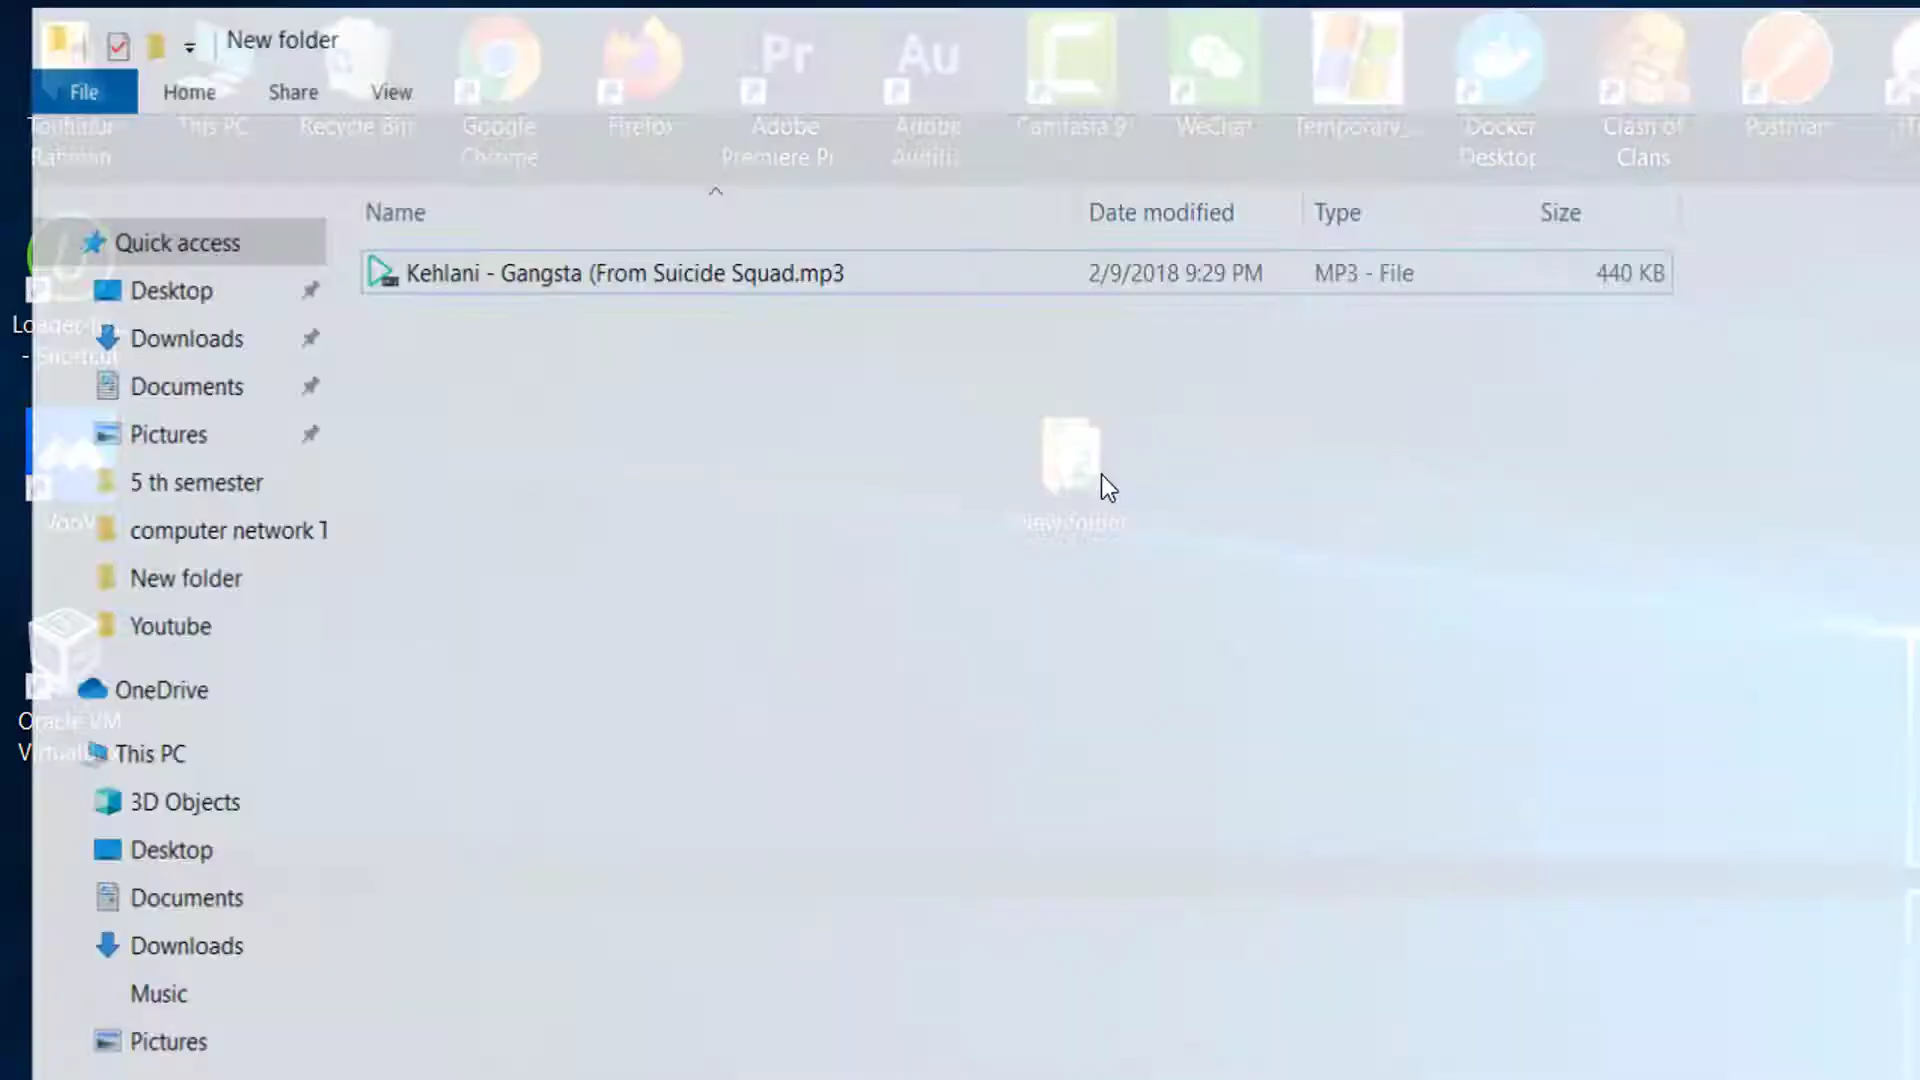 New folder
File Home Share View
Touhidur Rahman
This PC
Recycle Bin
Google Chrome
Firefox
Adobe Premiere Pr
Adobe Auditi...
Camtasia 9
WeChat
Temporary_...
Docker Desktop
Clash of Clans
Postman
Name Date modified Type Size
Kehlani - Gangsta (From Suicide Squad.mp3 2/9/2018 9:29 PM MP3 - File 440 KB
Quick access
Desktop
Downloads
Documents
Pictures
5 th semester
computer network 1
New folder
Youtube
OneDrive
This PC
3D Objects
Desktop
Documents
Downloads
Music
Pictures
- Shortcut
Oracle VM
VirtualBox
New folder
Pr
Au